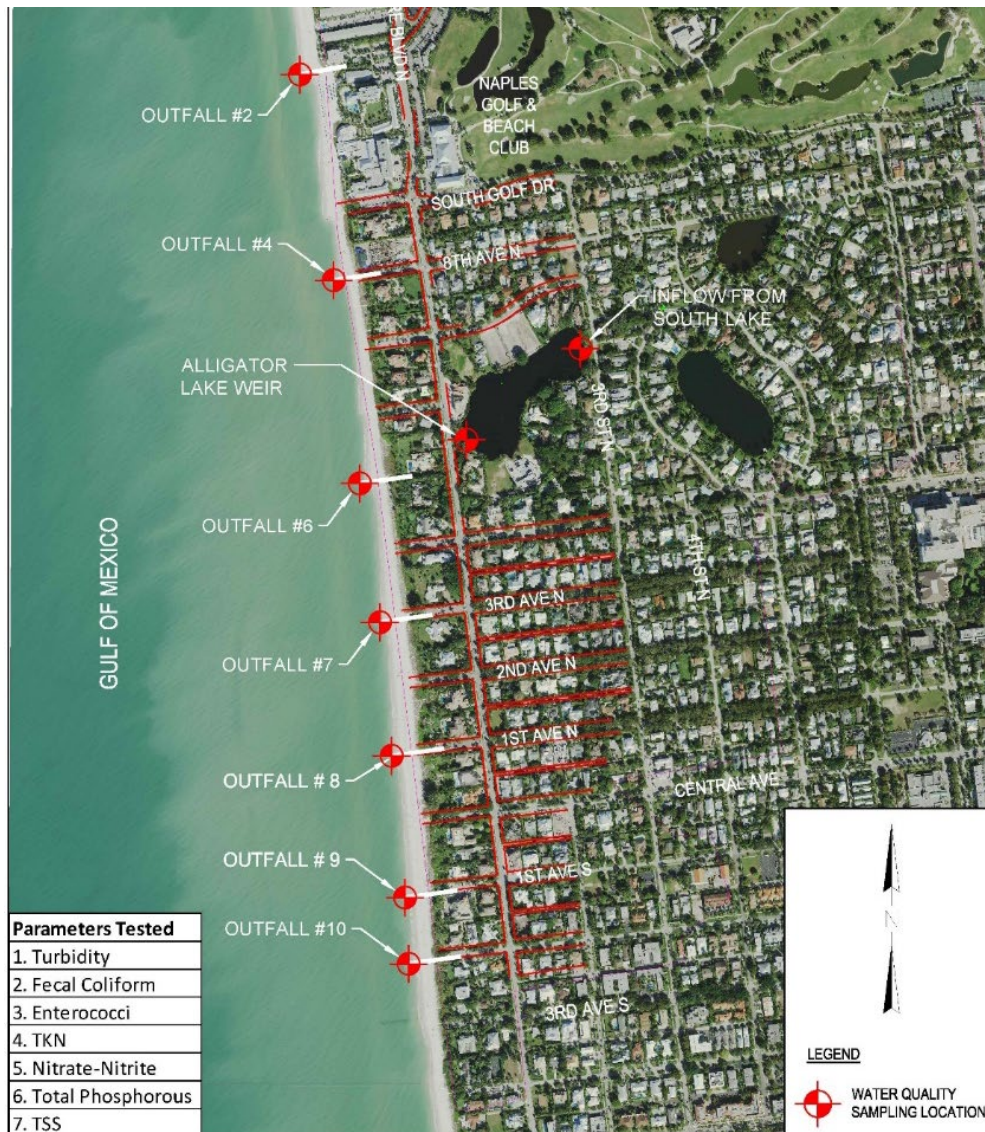 KE BLVD N
NAPLES
GOLF &
BEACH
CLUB
OUTFALL #2
SOUTH GOLF DR
OUTFALL #4
8TH AVE N
INFLOW FROM
SOUTH LAKE
ALLIGATOR
LAKE WEIR
3RD ST N
OUTFALL #6
GULF OF MEXICO
4TH ST N
3RD AVE N
OUTFALL #7
2ND AVE N
1ST AVE N
OUTFALL # 8
CENTRAL AVE
OUTFALL # 9
1ST AVE S
OUTFALL #10
3RD AVE S
Parameters Tested
1. Turbidity
2. Fecal Coliform
3. Enterococci
4. TKN
5. Nitrate-Nitrite
6. Total Phosphorous
7. TSS
N
LEGEND
WATER QUALITY
SAMPLING LOCATION